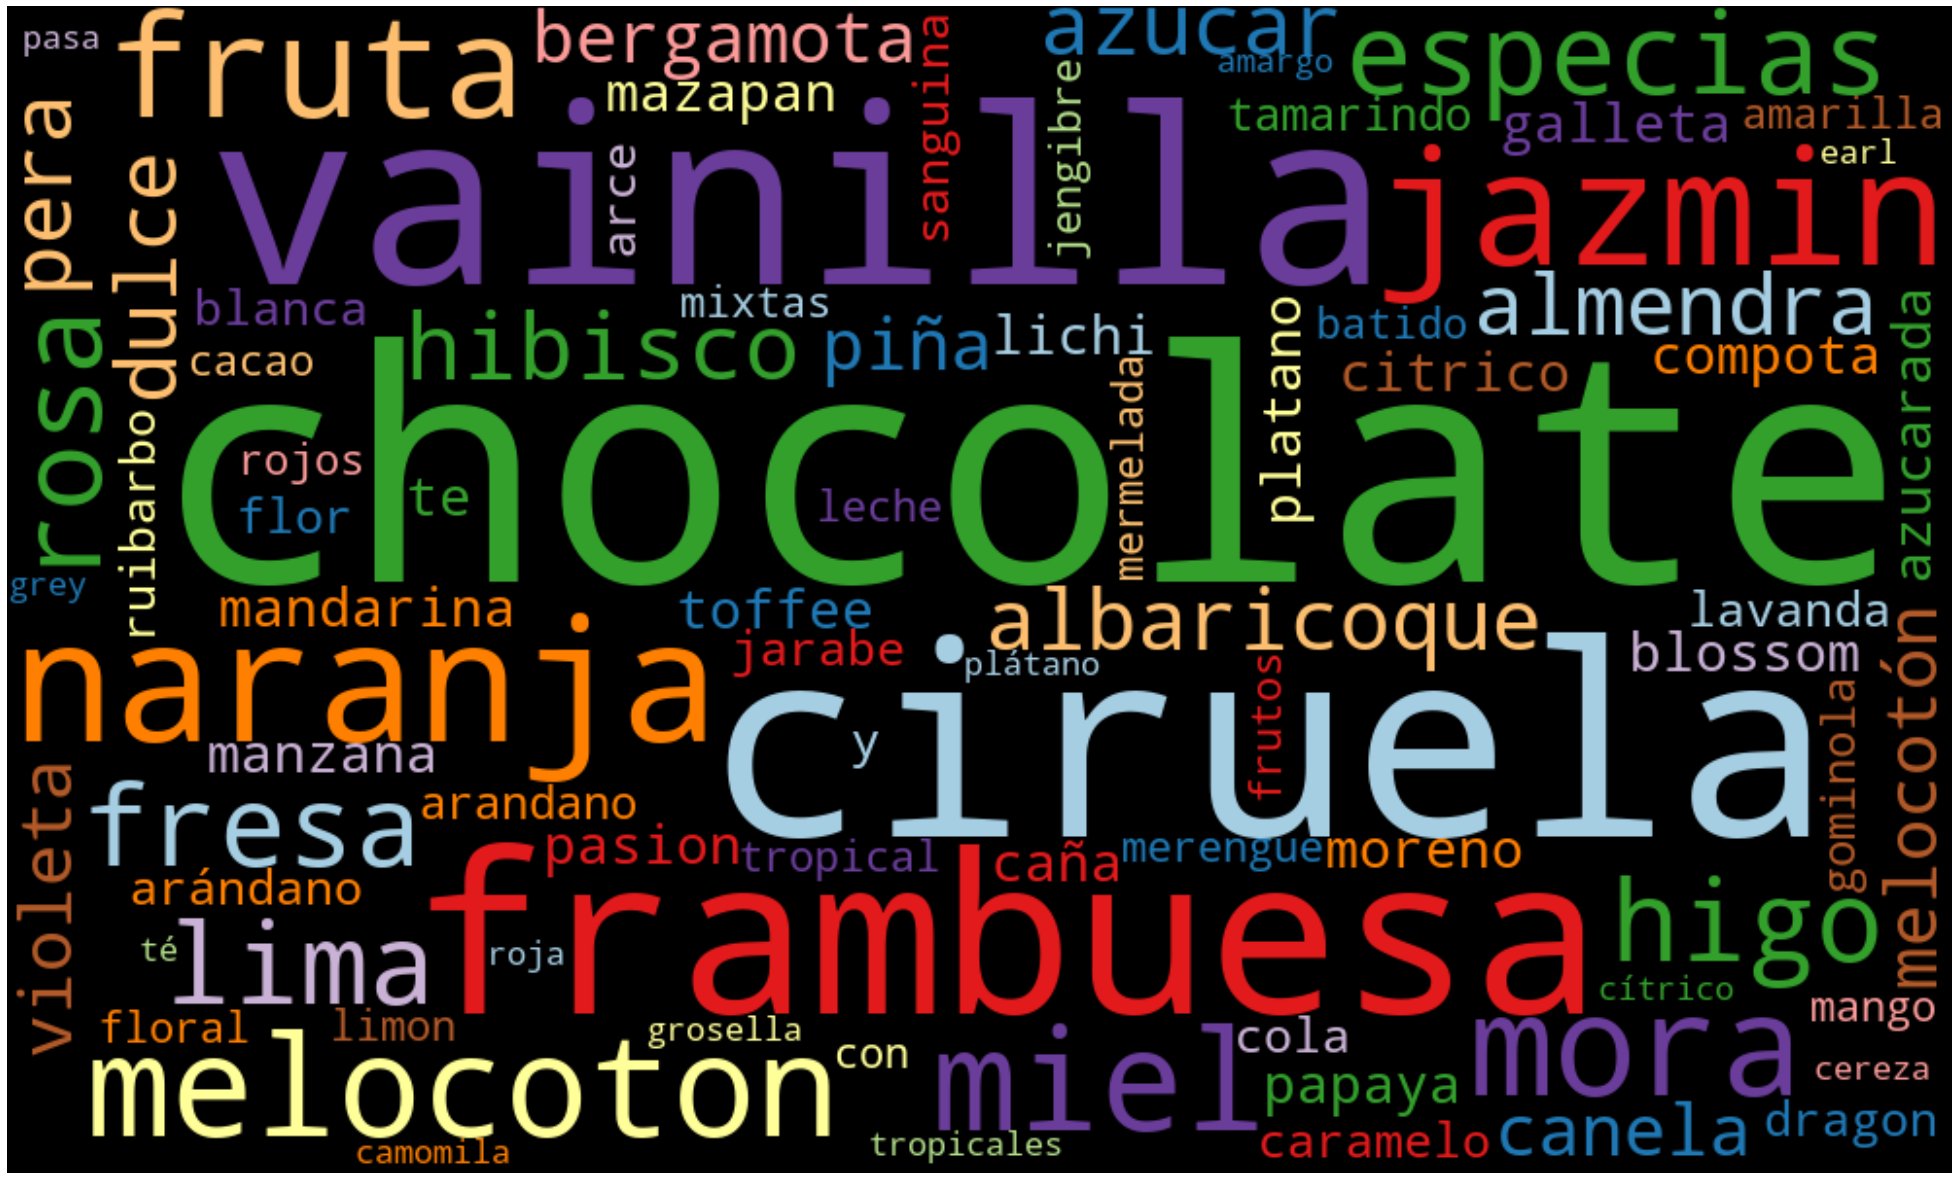 pasa
fruta
bergamota
azucar
especias
amargo
mazapan
sanguina
jengibre
tamarindo
galleta
amarilla
earl
pera
dulce
vainilla
arce
jazmin
blanca
mixtas
hibisco
piña
lichi
platano
batido
almendra
cacao
citrico
compota
azucarada
rosa
ruibarbo
chocolate
rojos
flor
te
leche
mermelada
grey
mandarina
toffee
albaricoque
lavanda
naranja
jarabe
plátano
blossom
ciruela
y
frutos
melocotón
gominola
manzana
violeta
fresa
arandano
pasion
tropical
caña
merengue
moreno
arándano
frambuesa
higo
té
lima
roja
cítrico
mango
floral
limon
grosella
melocoton
con
miel
cola
mora
papaya
cereza
camomila
tropicales
caramelo
canela
dragon